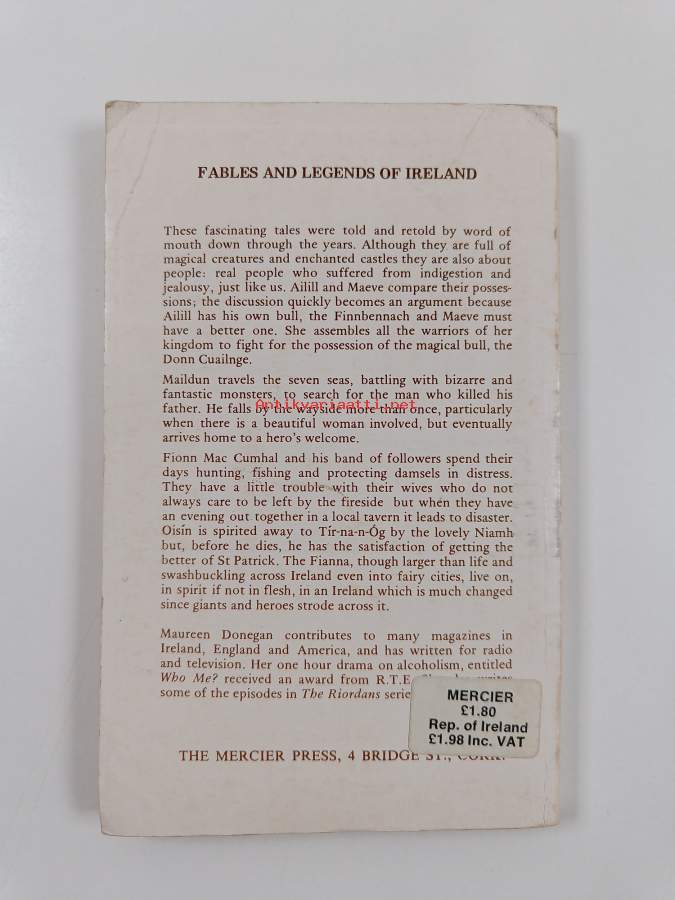 FABLES AND LEGENDS OF IRELAND
These fascinating tales were told and retold by word of
mouth down through the years. Although they are full of
magical creatures and enchanted castles they are also about
people: real people who suffered from indigestion and
jealousy, just like us. Ailill and Maeve compare their posses-
sions; the discussion quickly becomes an argument because
Ailill has his own bull, the Finnbennach and Maeve must
have a better one. She assembles all the warriors of her
kingdom to fight for the possession of the magical bull, the
Donn Cuailnge.
Maildun travels the seven seas, battling with bizarre and
fantastic monsters, to search for the man who killed his
Antikvariaatti.net
father. He falls by the wayside more than once, particularly
when there is a beautiful woman involved, but eventually
arrives home to a hero's welcome.
Fionn Mac Cumhal and his band of followers spend their
days hunting, fishing and protecting damsels in distress.
They have a little trouble with their wives who do not
always care to be left by the fireside but when they have
an evening out together in a local tavern it leads to disaster.
Oisín is spirited away to Tír-na-n-Óg by the lovely Niamh
but, before he dies, he has the satisfaction of getting the
better of St Patrick. The Fianna, though larger than life and
swashbuckling across Ireland even into fairy cities, live on,
in spirit if not in flesh, in an Ireland which is much changed
since giants and heroes strode across it.
Maureen Donegan contributes to many magazines in
Ireland, England and America, and has written for radio
and television. Her one hour drama on alcoholism, entitled
Who Me? received an award from R.T.E.
some of the episodes in The Riordans serie
MERCIER
£1.80
Rep. of Ireland
£1.98 Inc. VAT
THE MERCIER PRESS, 4 BRIDGE ST., CORK.